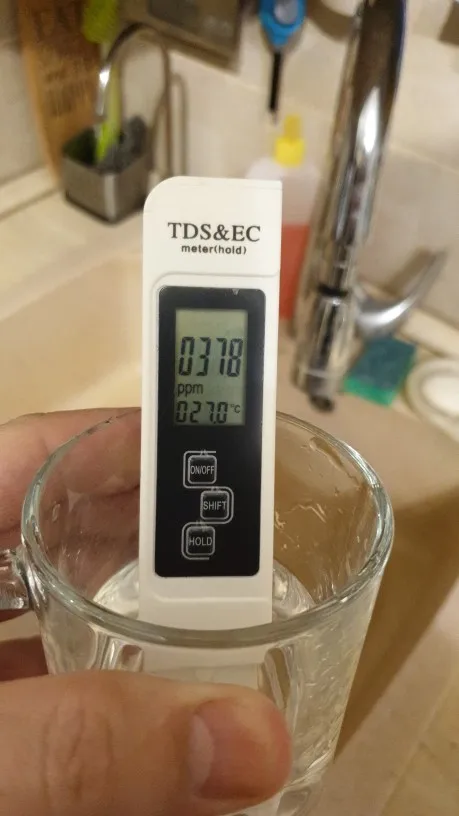 TDS&EC
meter(hold)
0378
ppm
027.0°C
ON/OFF
SHIFT
HOLD